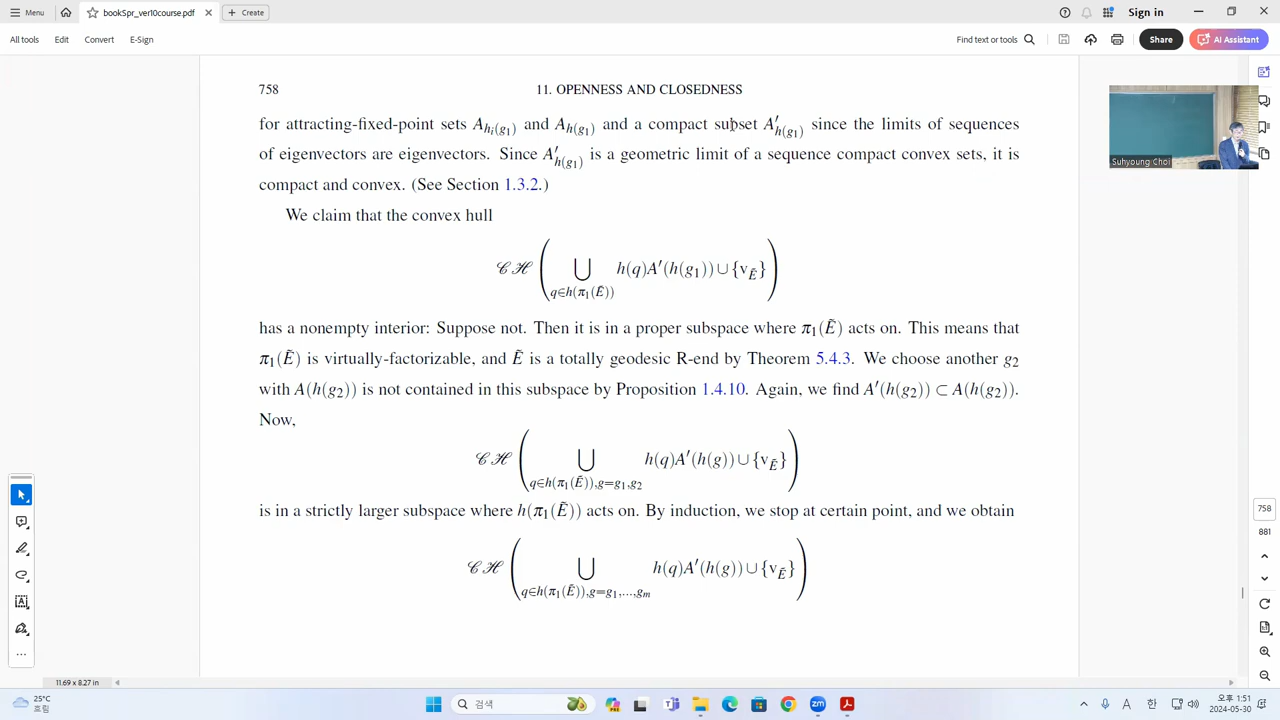 Menu
bookSpr_ver10course.pdf
Create
Sign in
All tools Edit Convert E-Sign
Find text or tools
Share
AI Assistant
758 11. OPENNESS AND CLOSEDNESS
for attracting-fixed-point sets A_{h_i(g_1)} and A_{h(g_1)} and a compact subset A′_{h(g_1)} since the limits of sequences
of eigenvectors are eigenvectors. Since A′_{h(g_1)} is a geometric limit of a sequence compact convex sets, it is
compact and convex. (See Section 1.3.2.)
We claim that the convex hull
𝒞ℋ ( ⋃_{q∈h(π_1(Ẽ))} h(q)A′(h(g_1)) ∪ {v_Ẽ} )
has a nonempty interior: Suppose not. Then it is in a proper subspace where π_1(Ẽ) acts on. This means that
π_1(Ẽ) is virtually-factorizable, and Ẽ is a totally geodesic R-end by Theorem 5.4.3. We choose another g_2
with A(h(g_2)) is not contained in this subspace by Proposition 1.4.10. Again, we find A′(h(g_2)) ⊂ A(h(g_2)).
Now,
𝒞ℋ ( ⋃_{q∈h(π_1(Ẽ)),g=g_1,g_2} h(q)A′(h(g)) ∪ {v_Ẽ} )
is in a strictly larger subspace where h(π_1(Ẽ)) acts on. By induction, we stop at certain point, and we obtain
𝒞ℋ ( ⋃_{q∈h(π_1(Ẽ)),g=g_1,…,g_m} h(q)A′(h(g)) ∪ {v_Ẽ} )
Suhyoung Choi
758
881
11.69 x 8.27 in
25°C
흐림
검색
A 한
오후 1:51
2024-05-30